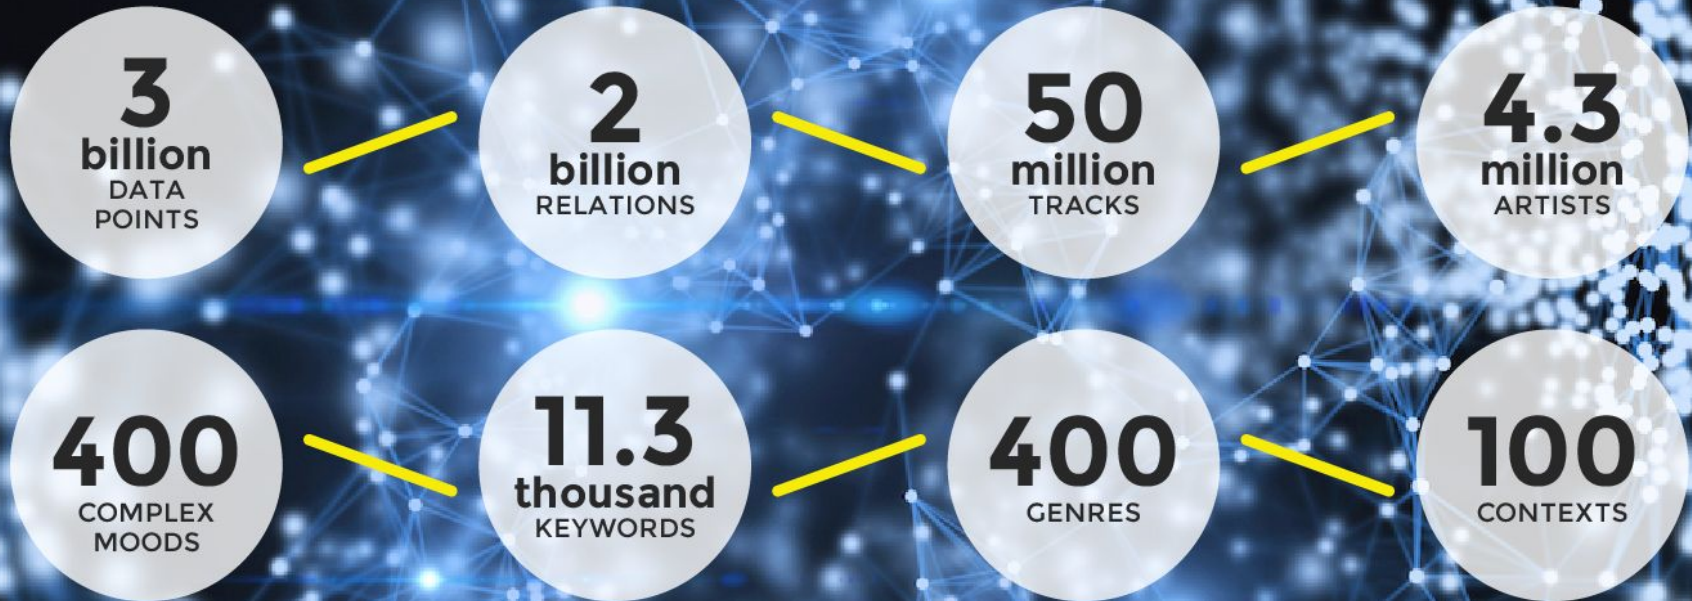 3
billion
DATA
POINTS
2
billion
RELATIONS
50
million
TRACKS
4.3
million
ARTISTS
400
COMPLEX
MOODS
11.3
thousand
KEYWORDS
400
GENRES
100
CONTEXTS